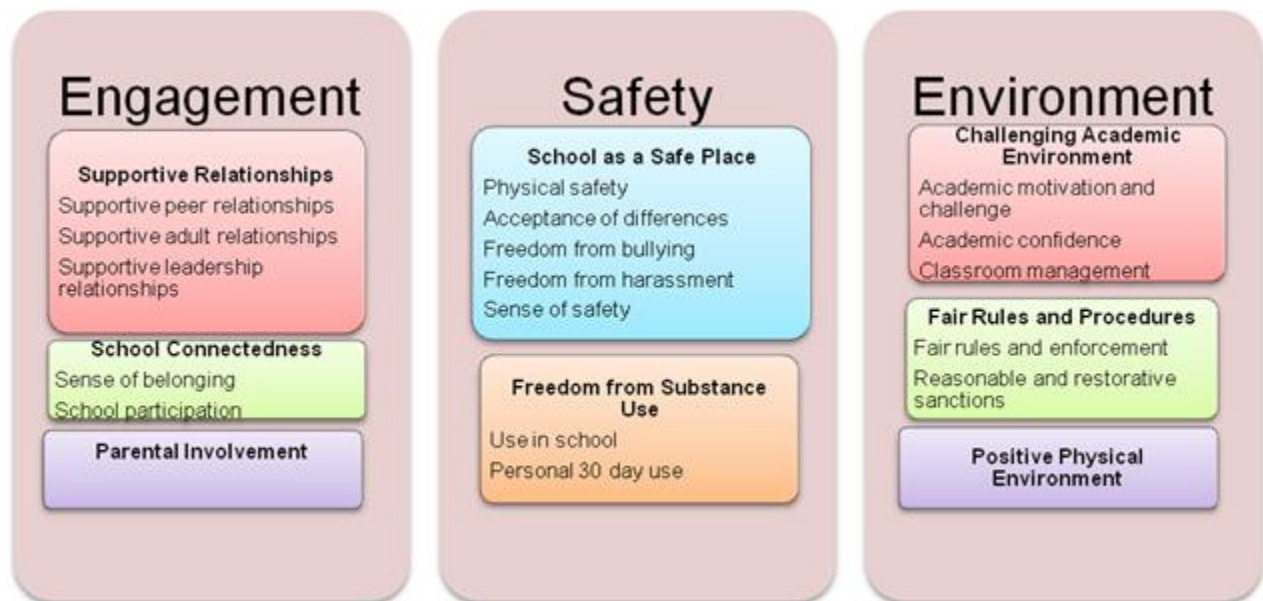 Engagement
Supportive Relationships
Supportive peer relationships
Supportive adult relationships
Supportive leadership
relationships
School Connectedness
Sense of belonging
School participation
Parental Involvement
Safety
School as a Safe Place
Physical safety
Acceptance of differences
Freedom from bullying
Freedom from harassment
Sense of safety
Freedom from Substance
Use
Use in school
Personal 30 day use
Environment
Challenging Academic
Environment
Academic motivation and
challenge
Academic confidence
Classroom management
Fair Rules and Procedures
Fair rules and enforcement
Reasonable and restorative
sanctions
Positive Physical
Environment